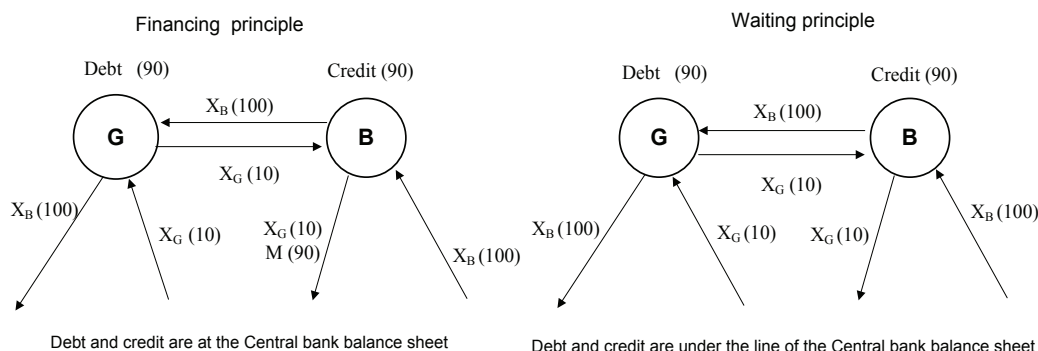 Financing principle
Debt (90)
Credit (90)
X_B (100)
G
B
X_G (10)
X_B (100)
X_G (10)
X_G (10)
M (90)
X_B (100)
Debt and credit are at the Central bank balance sheet
Waiting principle
Debt (90)
Credit (90)
X_B (100)
G
B
X_G (10)
X_B (100)
X_G (10)
X_G (10)
X_B (100)
Debt and credit are under the line of the Central bank balance sheet